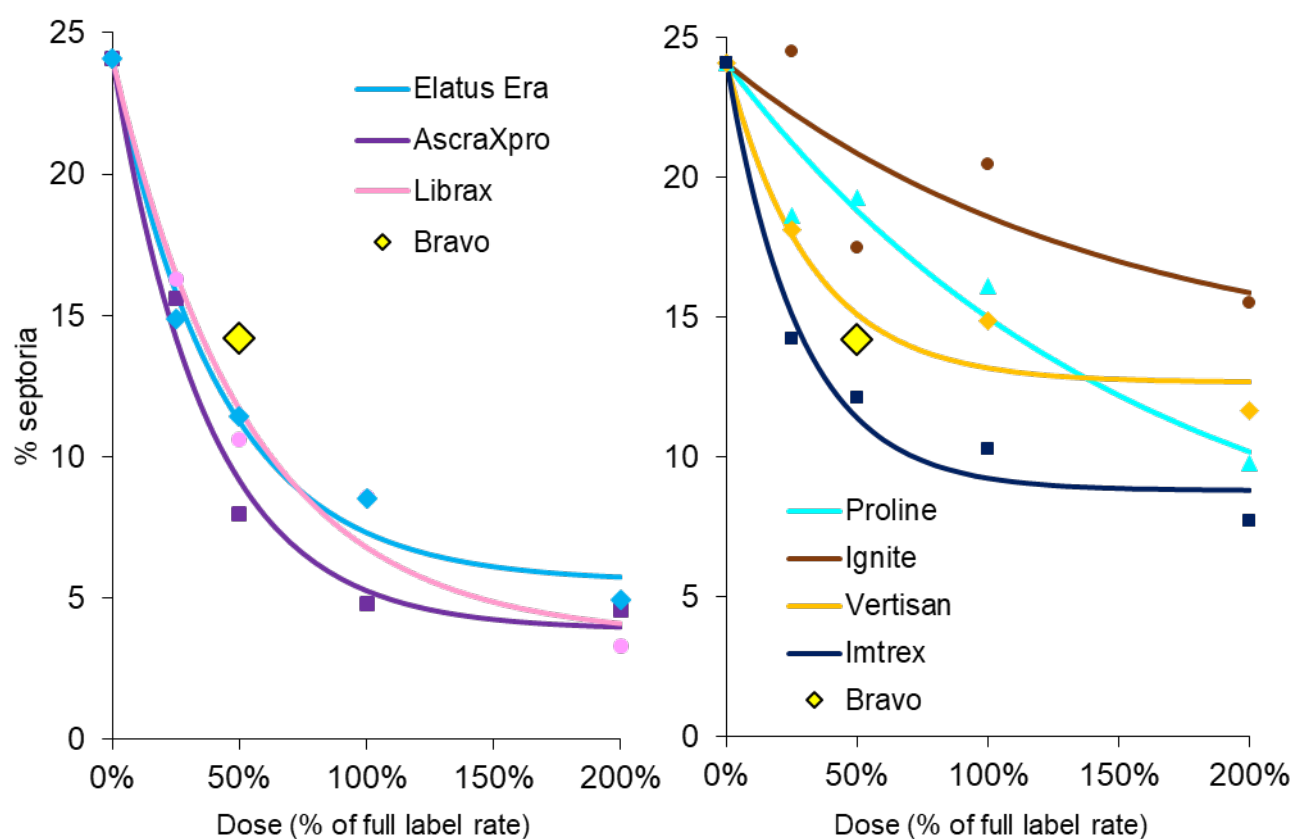 25
20
15
10
5
0
% septoria
Elatus Era
AscraXpro
Librax
Bravo
0% 50% 100% 150% 200%
Dose (% of full label rate)
25
20
15
10
5
0
Proline
Ignite
Vertisan
Imtrex
Bravo
0% 50% 100% 150% 200%
Dose (% of full label rate)